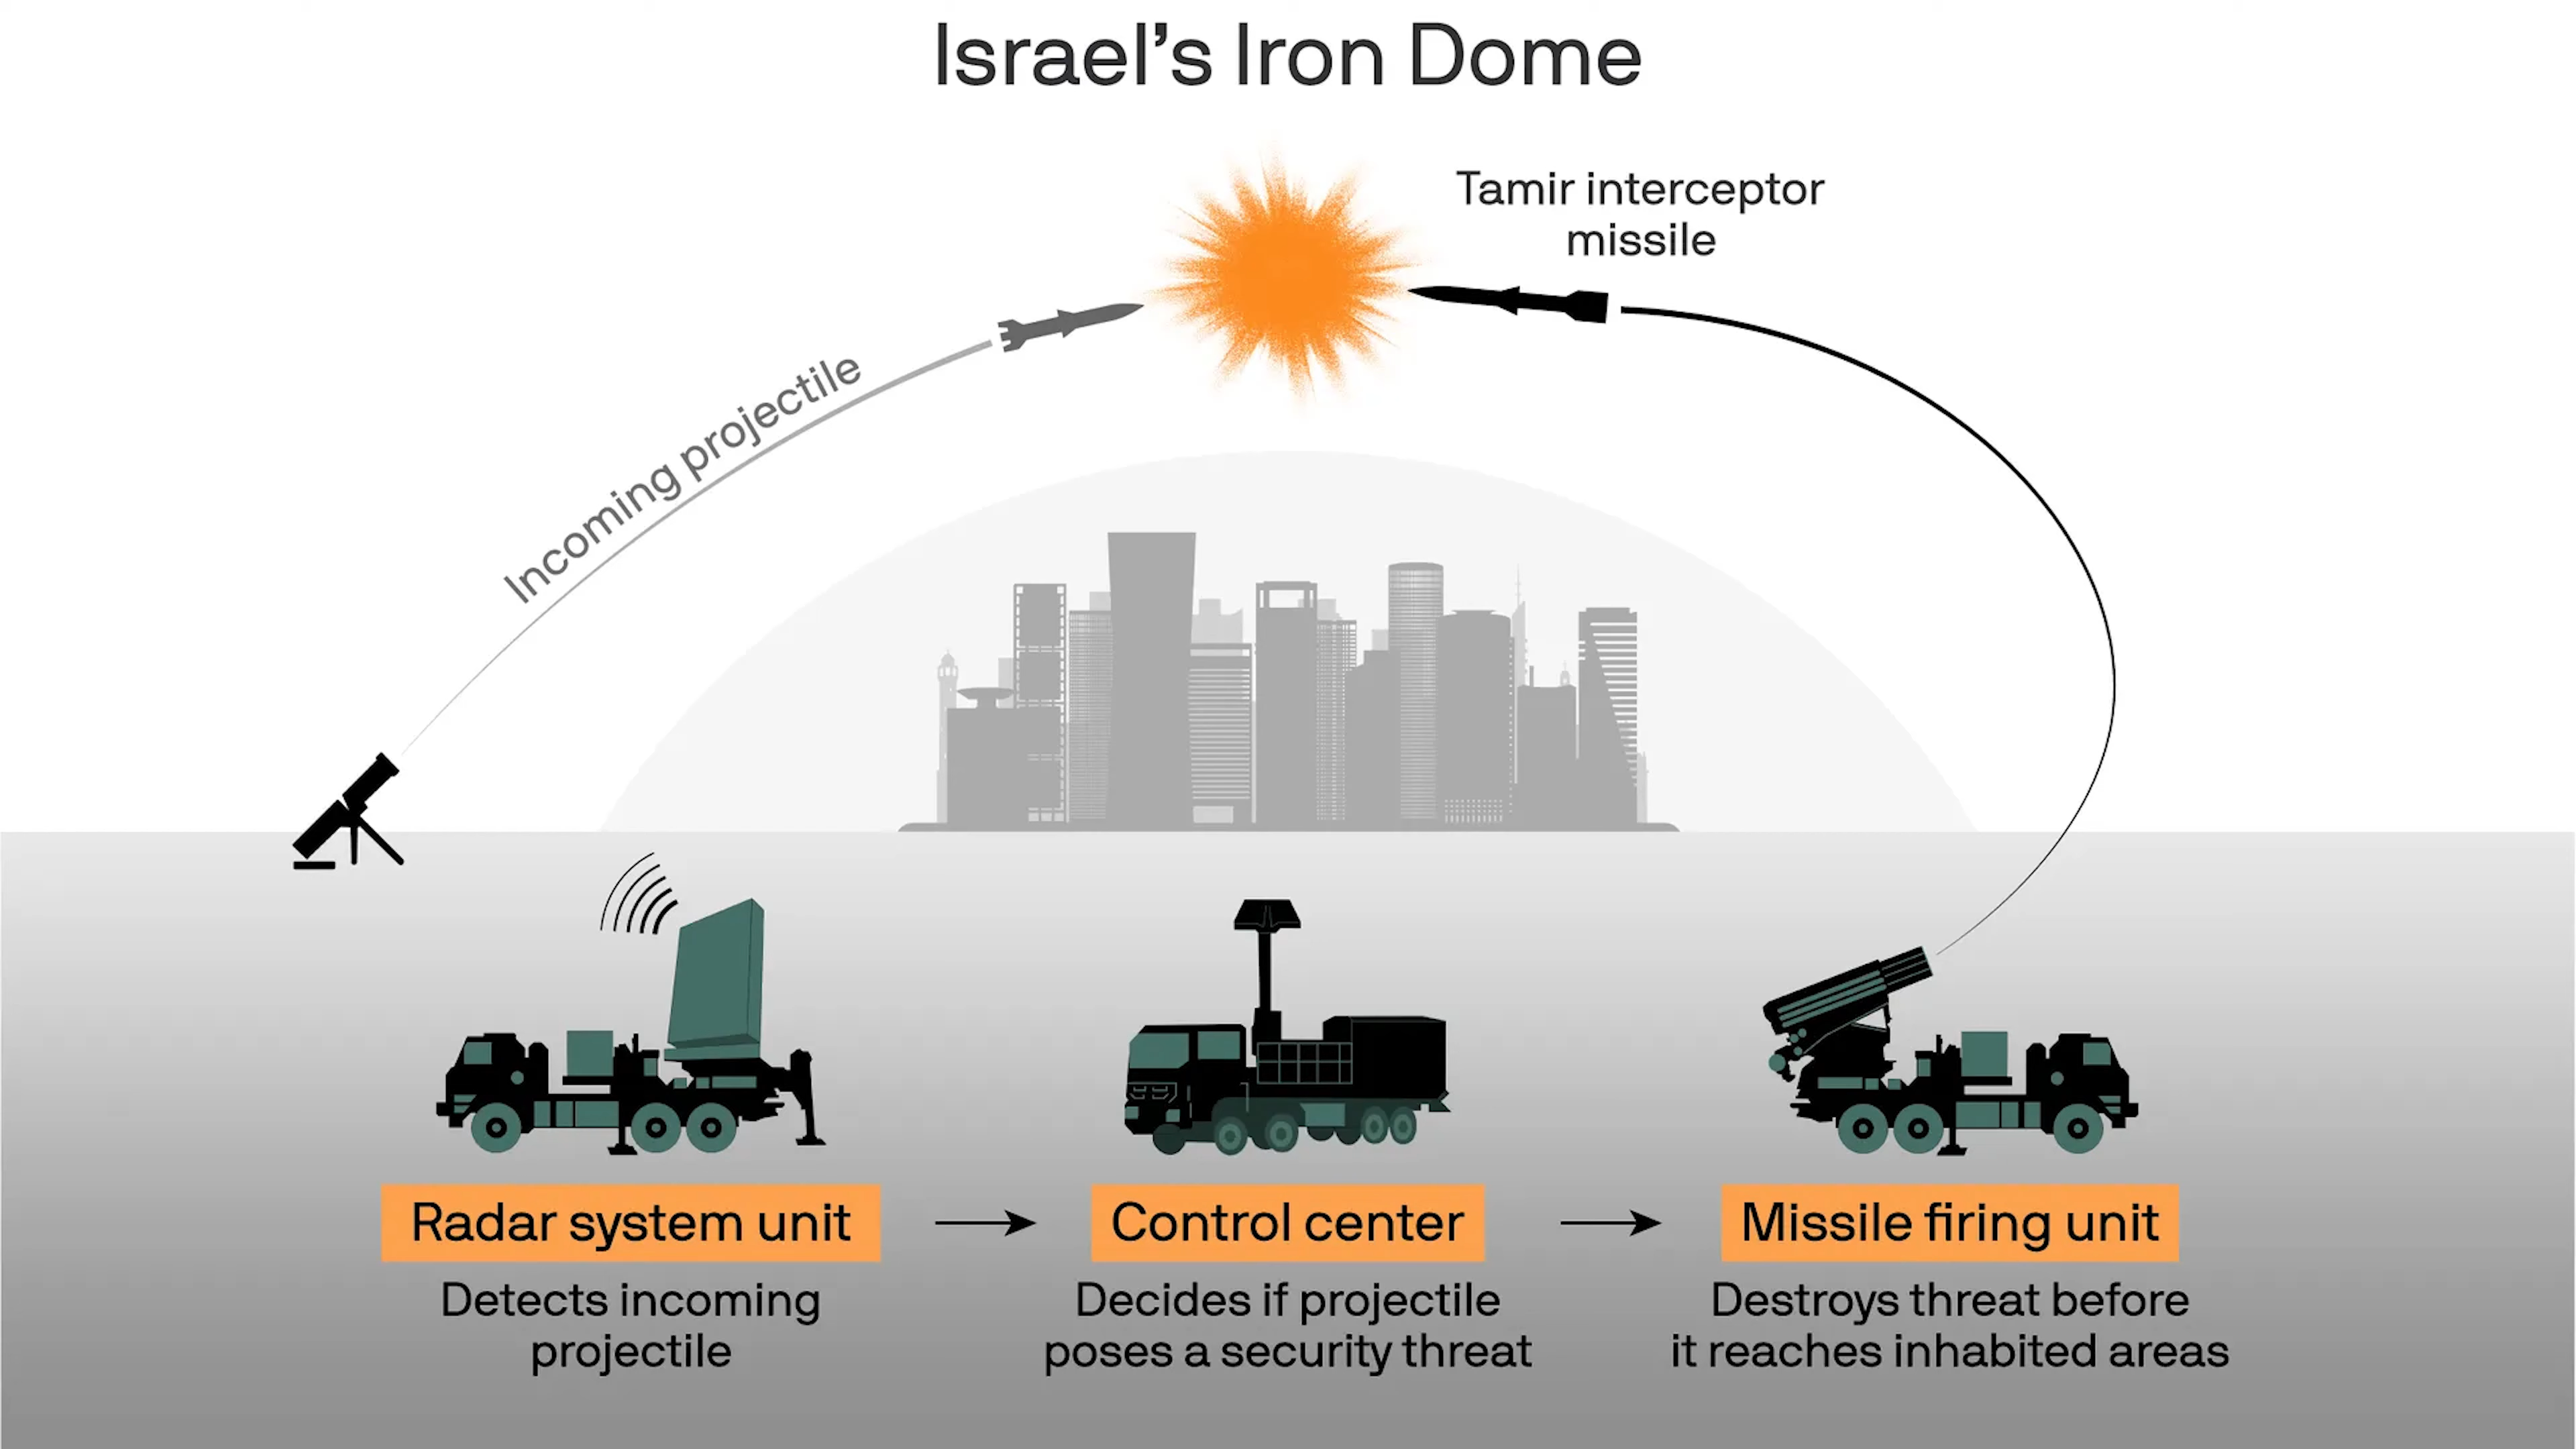 Israel’s Iron Dome
Tamir interceptor
missile
Incoming projectile
Radar system unit
Detects incoming
projectile
Control center
Decides if projectile
poses a security threat
Missile firing unit
Destroys threat before
it reaches inhabited areas